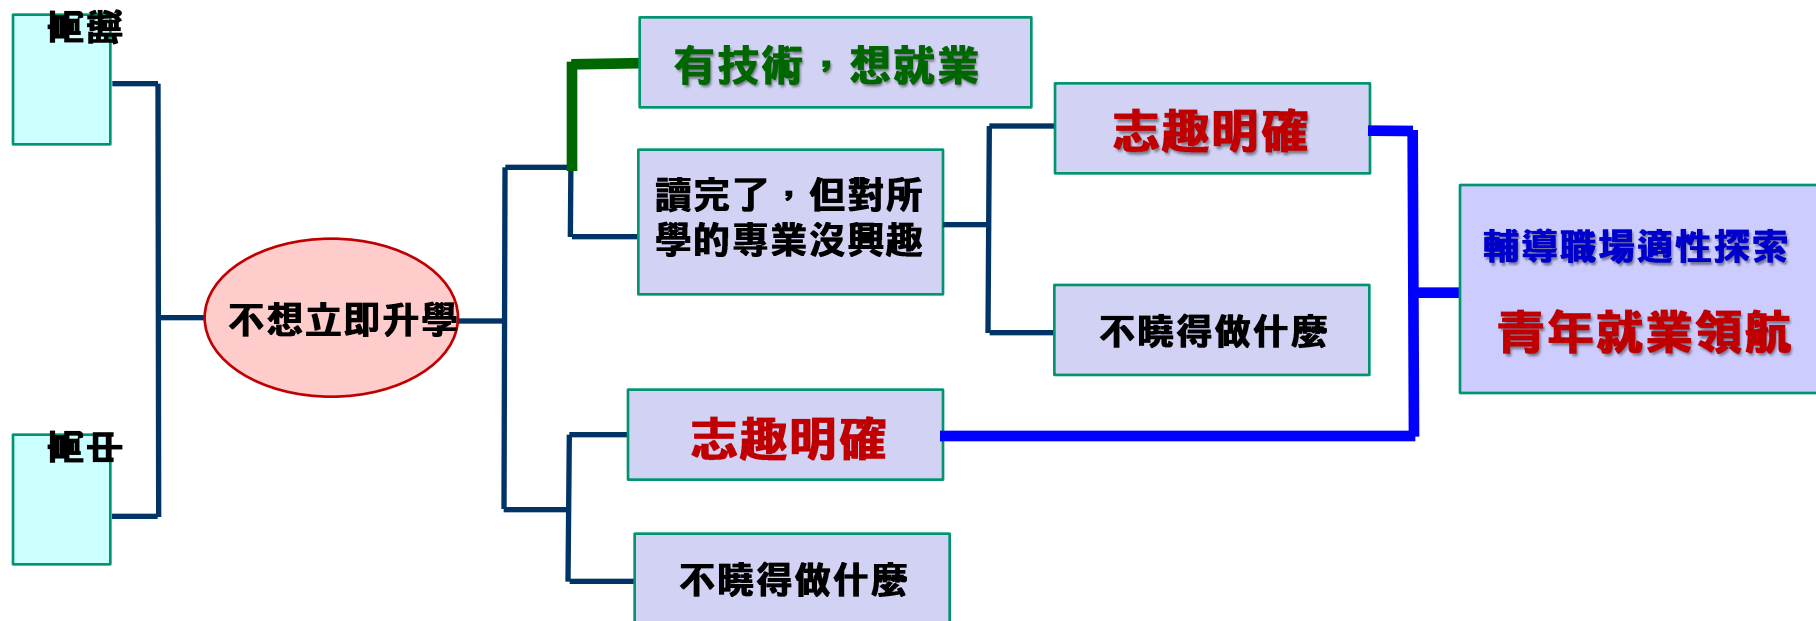 有技術，想就業
志趣明確
讀完了，但對所
學的專業沒興趣
輔導職場適性探索
不想立即升學
青年就業領航
不曉得做什麼
志趣明確
不曉得做什麼